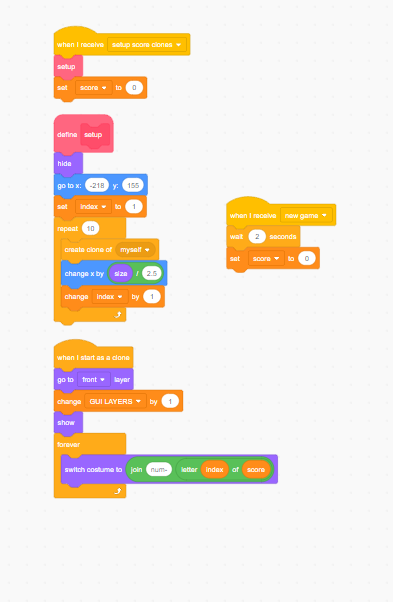 when I receive setup score clones
setup
set score to 0
define setup
hide
go to x: -218 y: 155
set index to 1
repeat 10
create clone of myself
change x by size / 2.5
change index by 1
when I start as a clone
go to front layer
change GUI LAYERS by 1
show
forever
switch costume to join num- letter index of score
when I receive new game
wait 2 seconds
set score to 0